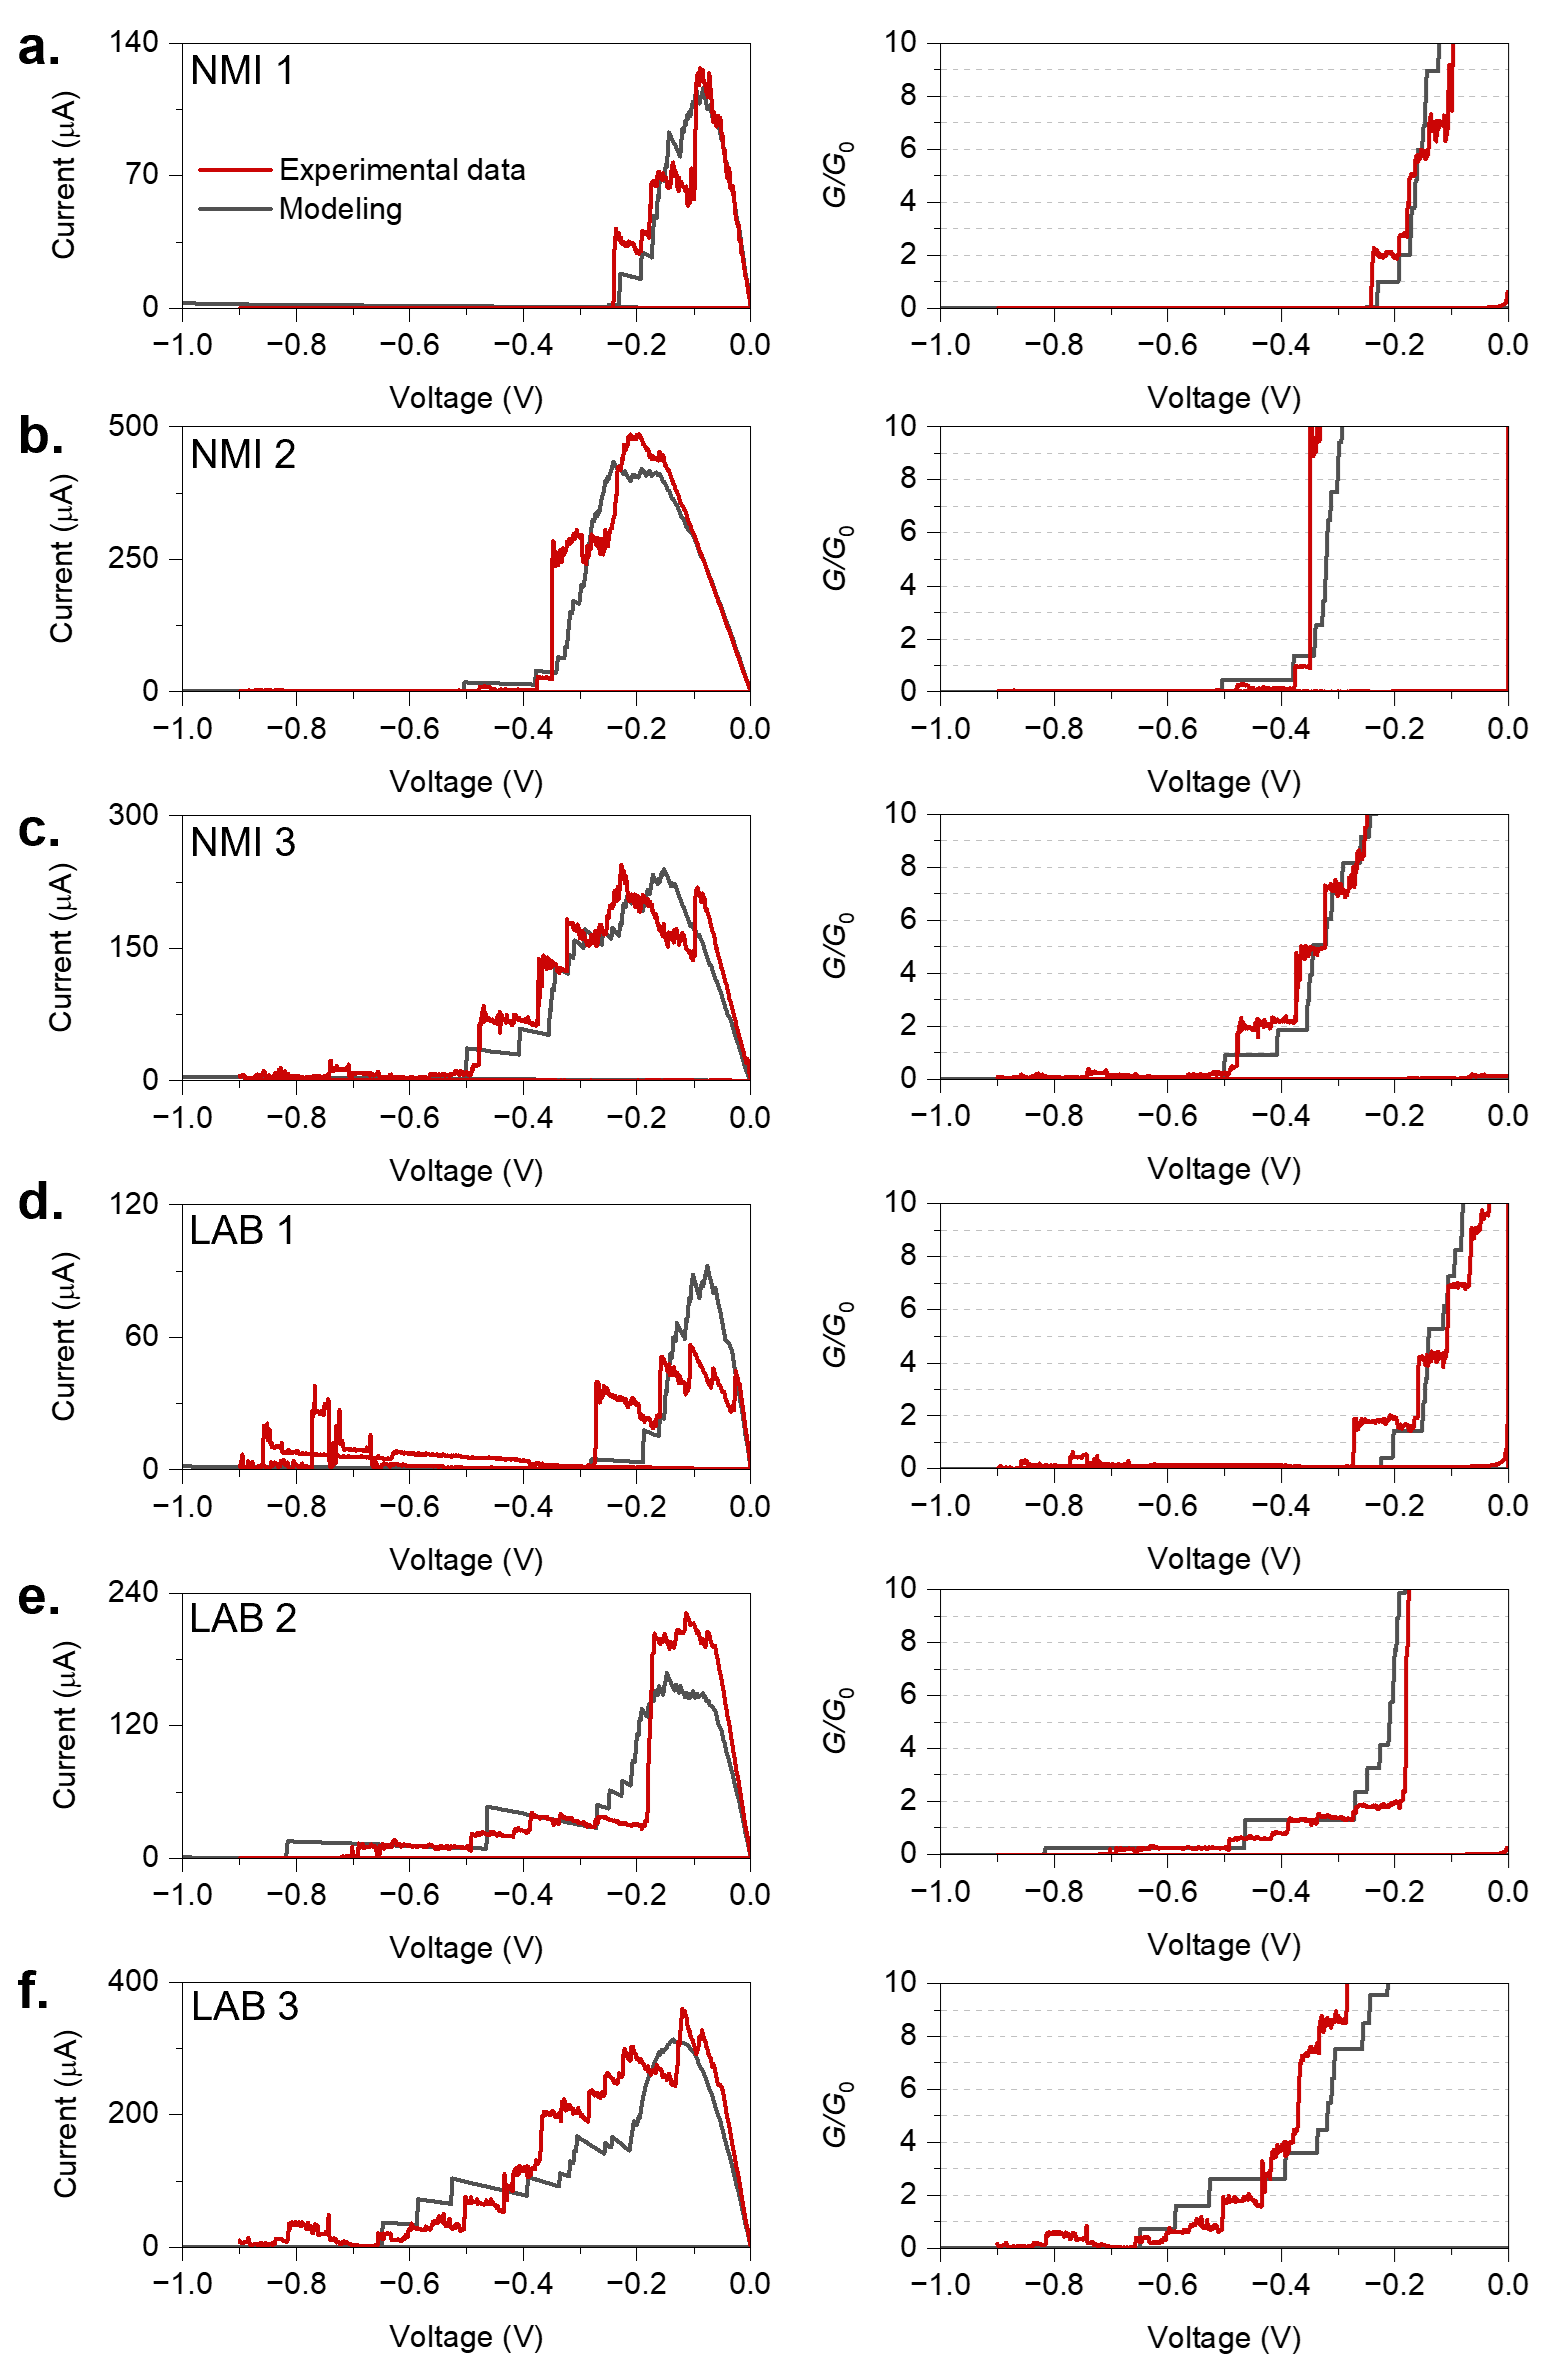 a.
NMI 1
Experimental data
Modeling
Current (μA)
140
70
0
−1.0 −0.8 −0.6 −0.4 −0.2 0.0
Voltage (V)
G/G0
10
8
6
4
2
0
−1.0 −0.8 −0.6 −0.4 −0.2 0.0
Voltage (V)
b.
NMI 2
Current (μA)
500
250
0
−1.0 −0.8 −0.6 −0.4 −0.2 0.0
Voltage (V)
G/G0
10
8
6
4
2
0
−1.0 −0.8 −0.6 −0.4 −0.2 0.0
Voltage (V)
c.
NMI 3
Current (μA)
300
150
0
−1.0 −0.8 −0.6 −0.4 −0.2 0.0
Voltage (V)
G/G0
10
8
6
4
2
0
−1.0 −0.8 −0.6 −0.4 −0.2 0.0
Voltage (V)
d.
LAB 1
Current (μA)
120
60
0
−1.0 −0.8 −0.6 −0.4 −0.2 0.0
Voltage (V)
G/G0
10
8
6
4
2
0
−1.0 −0.8 −0.6 −0.4 −0.2 0.0
Voltage (V)
e.
LAB 2
Current (μA)
240
120
0
−1.0 −0.8 −0.6 −0.4 −0.2 0.0
Voltage (V)
G/G0
10
8
6
4
2
0
−1.0 −0.8 −0.6 −0.4 −0.2 0.0
Voltage (V)
f.
LAB 3
Current (μA)
400
200
0
−1.0 −0.8 −0.6 −0.4 −0.2 0.0
Voltage (V)
G/G0
10
8
6
4
2
0
−1.0 −0.8 −0.6 −0.4 −0.2 0.0
Voltage (V)